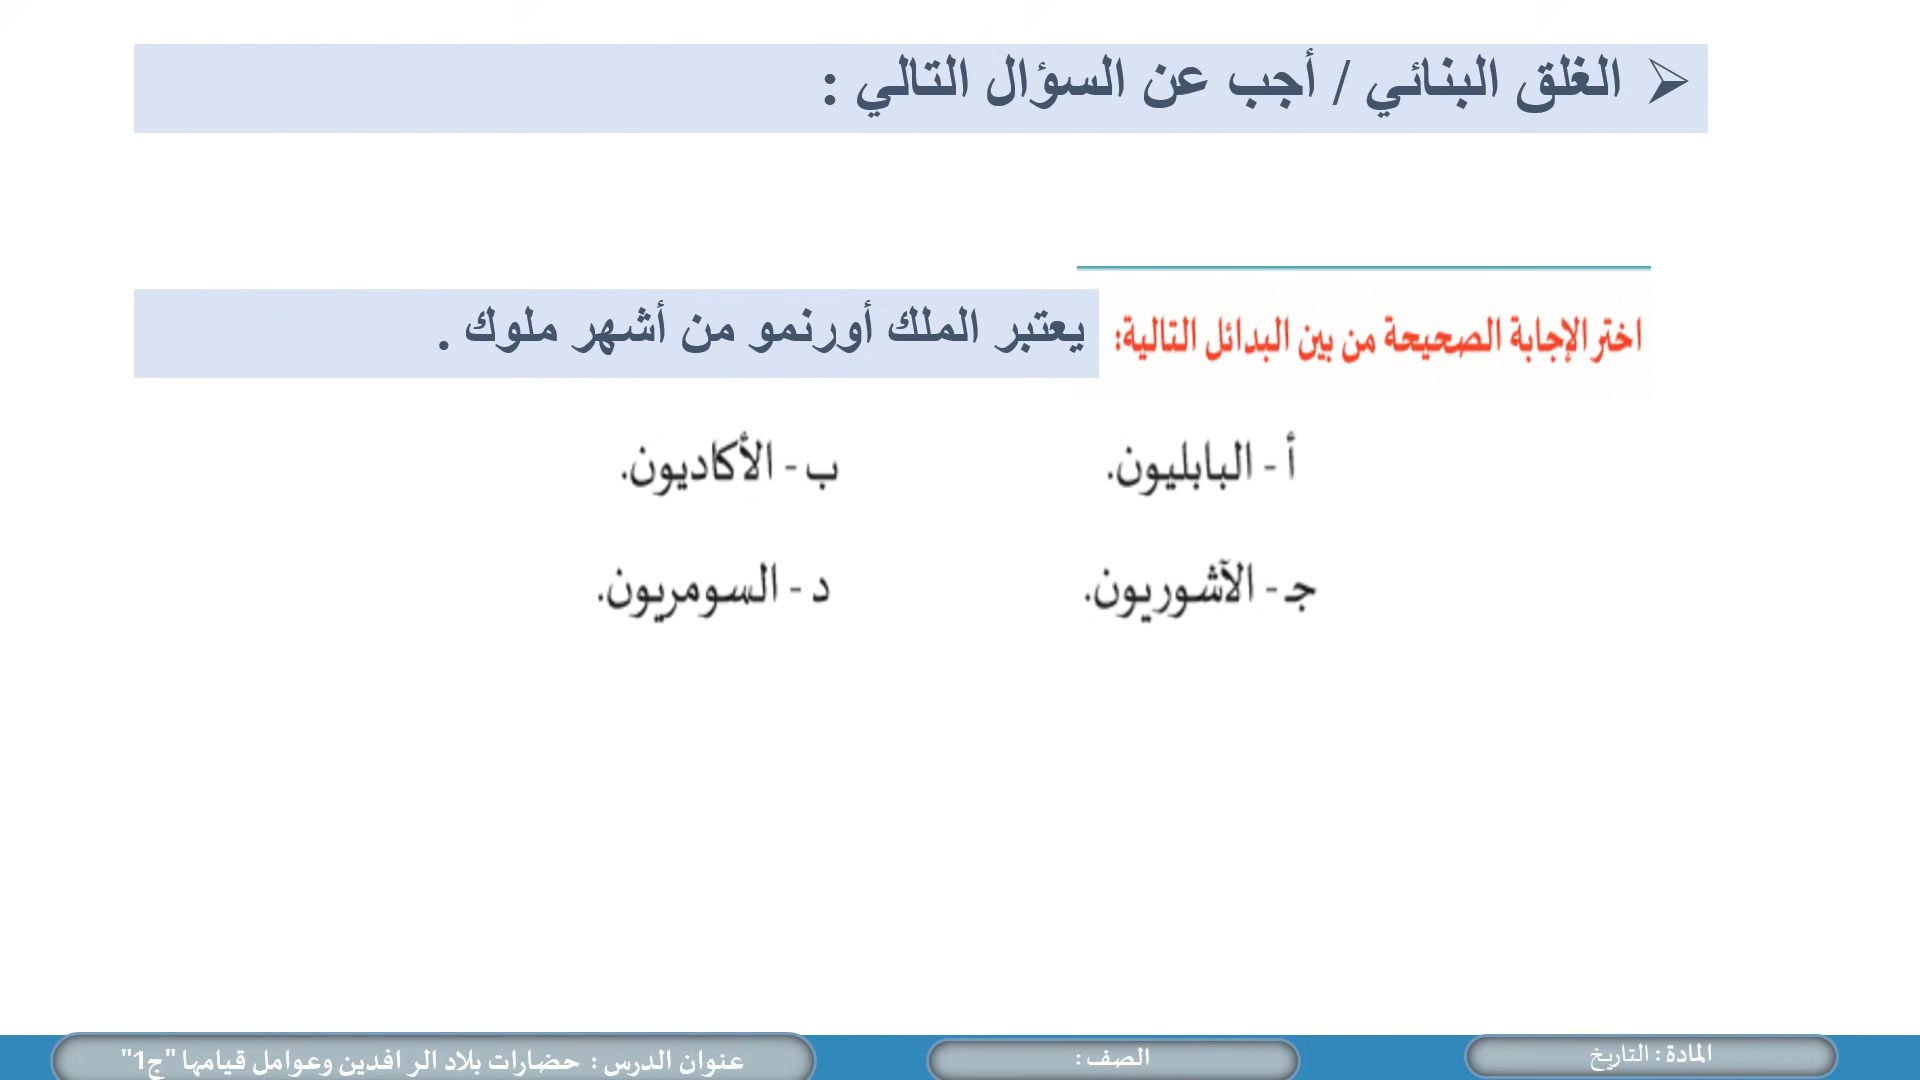 الغلق البنائي / أجب عن السؤال التالي :
اختر الإجابة الصحيحة من بين البدائل التالية: يعتبر الملك أورنمو من أشهر ملوك .
أ - البابليون. ب - الأكاديون.
جـ - الآشوريون. د - السومريون.
المادة : التاريخ الصف : عنوان الدرس : حضارات بلاد الر افدين وعوامل قيامها "ج1"